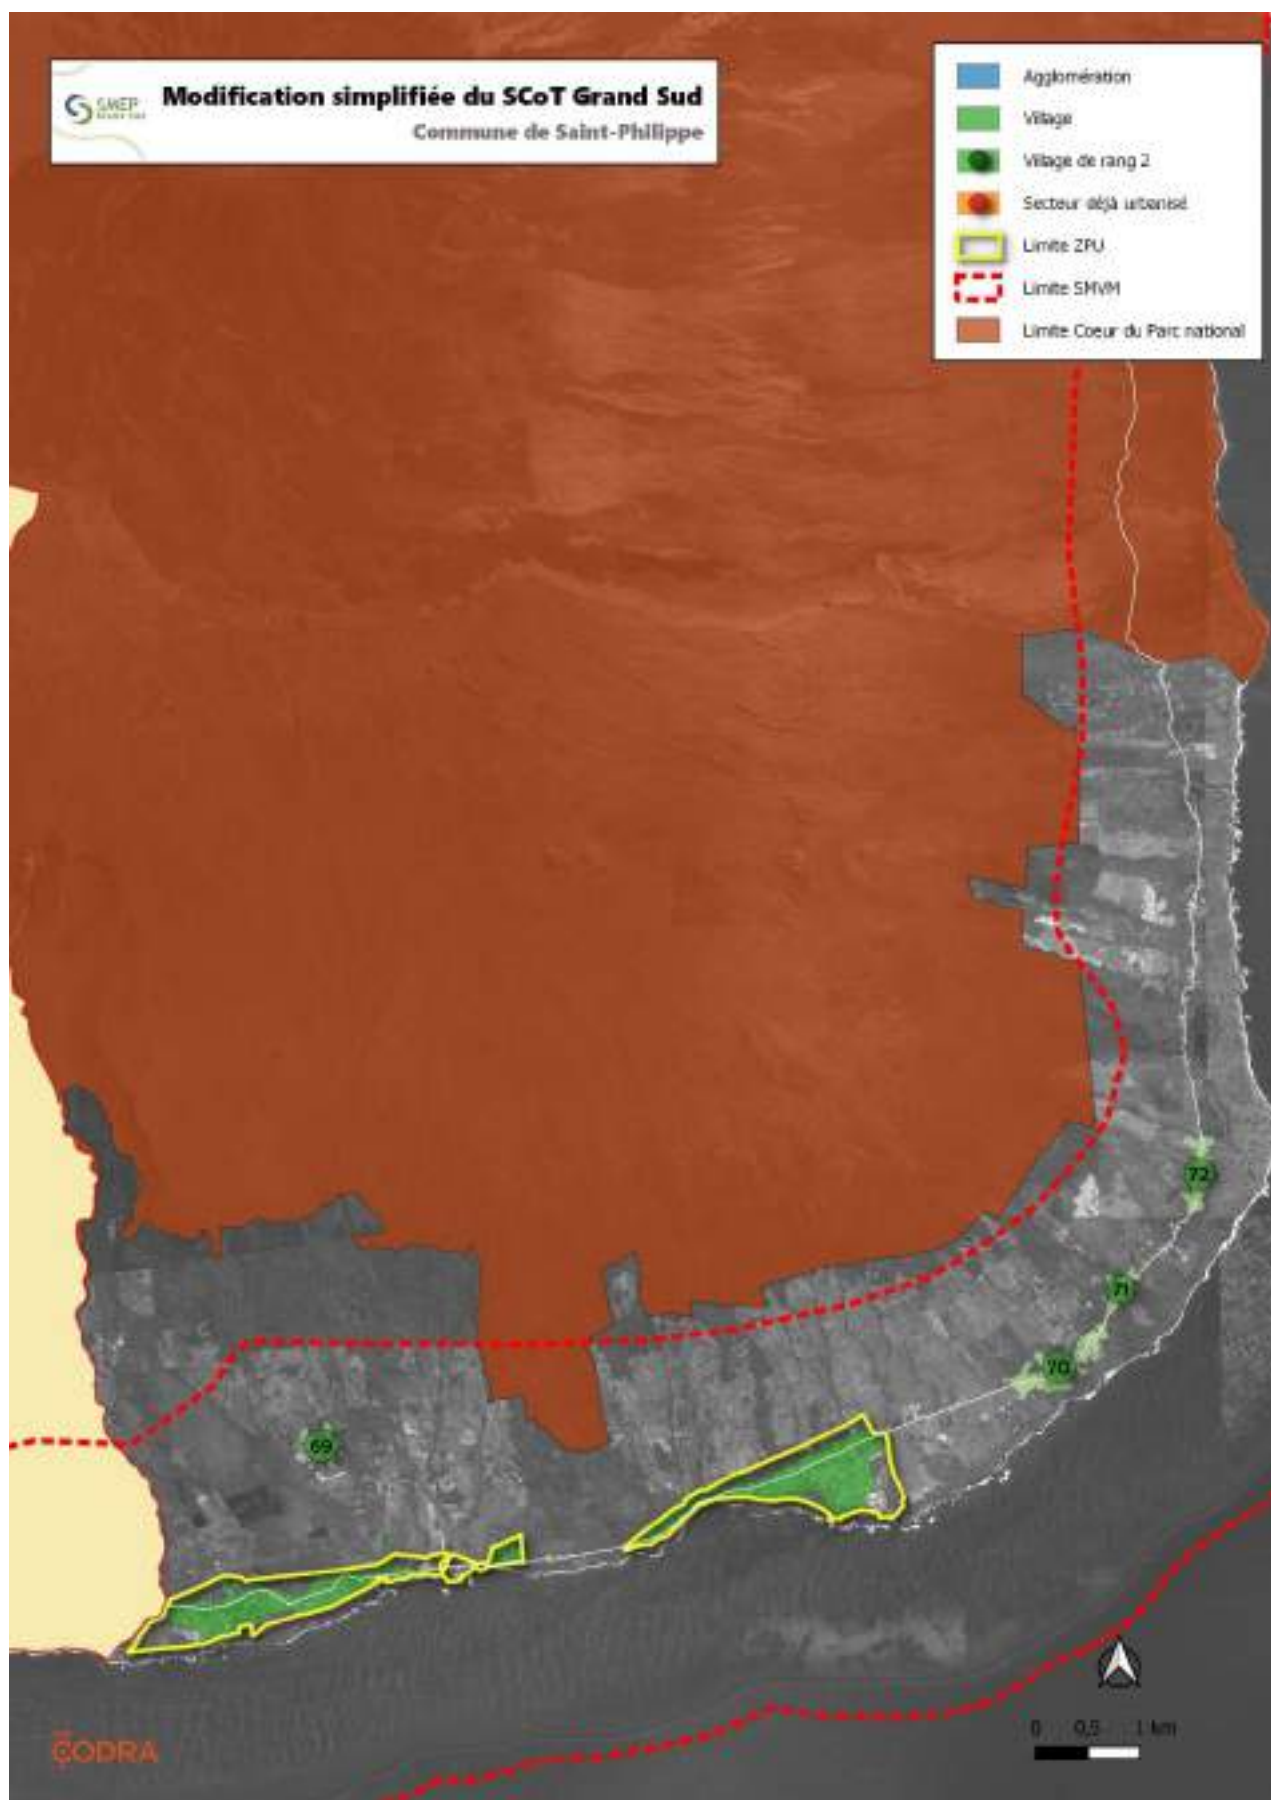 SMEP
Modification simplifiée du SCoT Grand Sud
Commune de Saint-Philippe
Agglomération
Village
Village de rang 2
Secteur déjà urbanisé
Limite ZPU
Limite SMVM
Limite Coeur du Parc national
72
71
70
69
0 0,5 1 km
CODRA